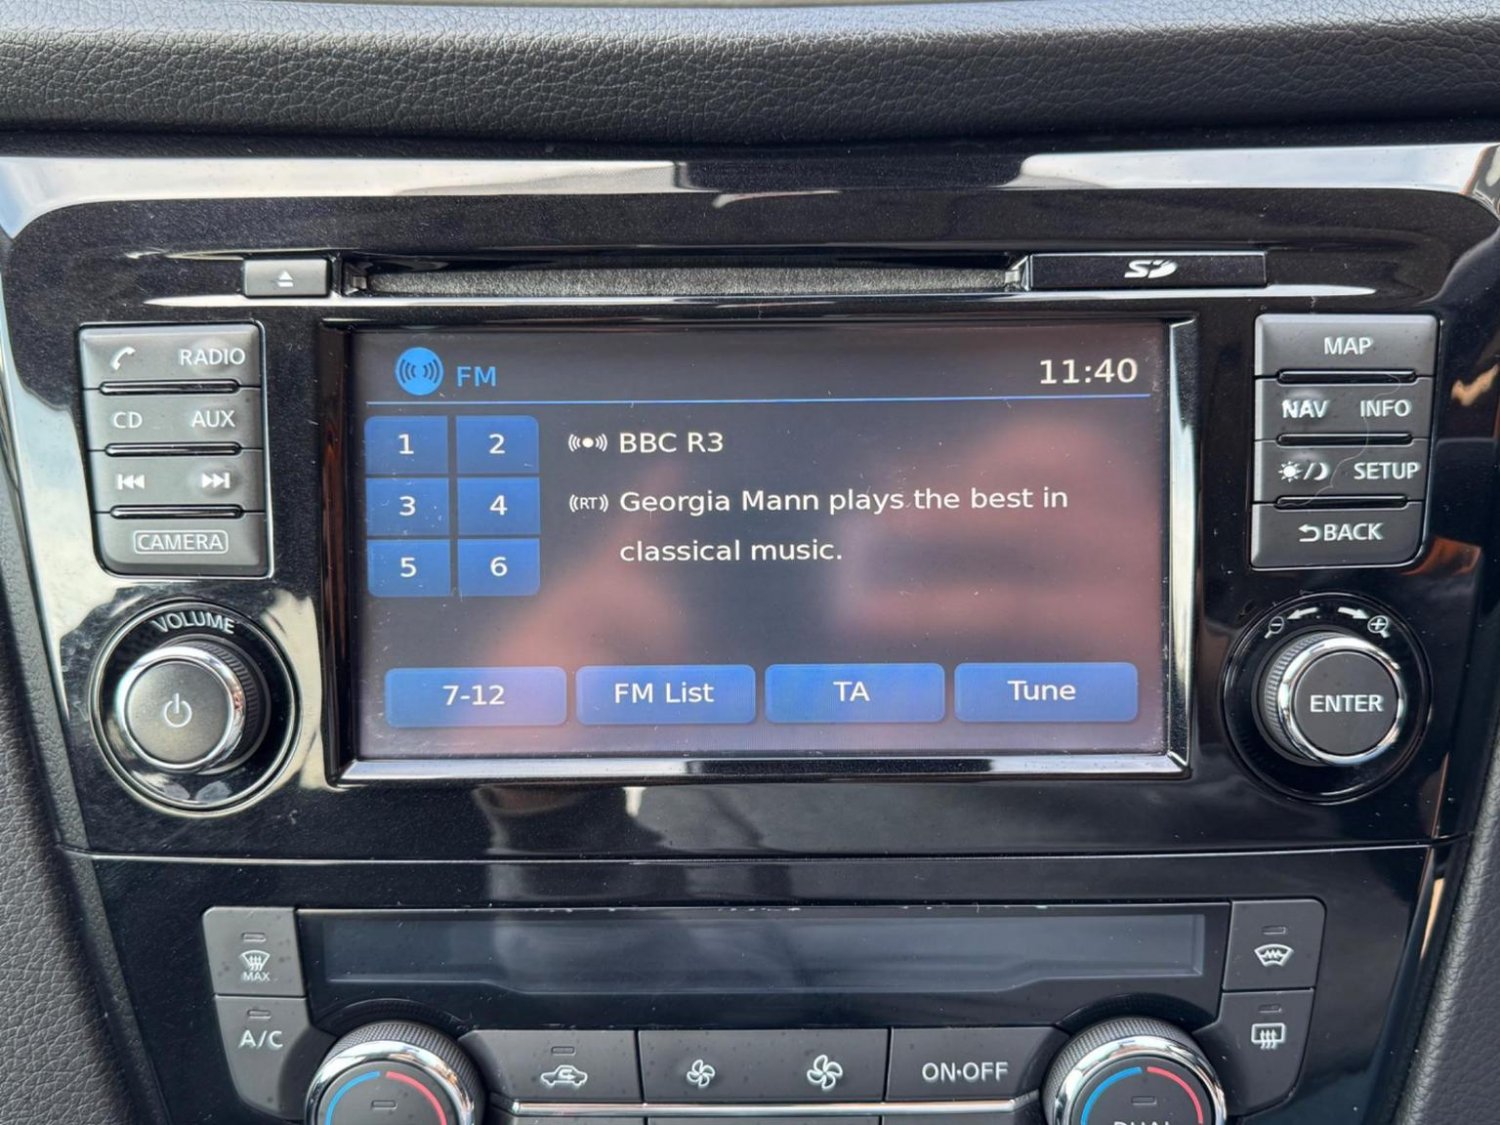 SD
RADIO
CD AUX
CAMERA
VOLUME
FM 11:40
1 2
3 4
5 6
BBC R3
RT Georgia Mann plays the best in
classical music.
7-12 FM List TA Tune
MAP
NAV INFO
SETUP
BACK
ENTER
MAX
A/C
ON·OFF
DUAL